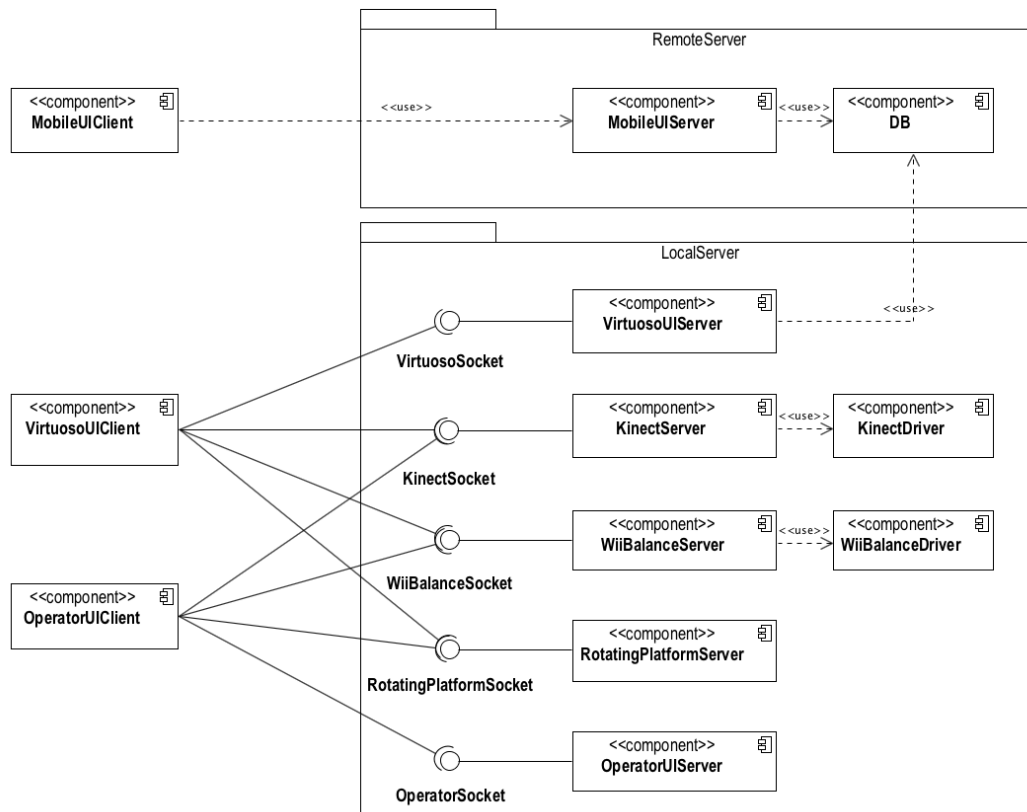 RemoteServer
<<component>>
MobileUIClient
<<use>>
<<component>>
MobileUIServer
<<use>>
<<component>>
DB
LocalServer
<<component>>
VirtuosoUIServer
<<use>>
VirtuosoSocket
<<component>>
VirtuosoUIClient
<<component>>
KinectServer
<<use>>
<<component>>
KinectDriver
KinectSocket
<<component>>
WiiBalanceServer
<<use>>
<<component>>
WiiBalanceDriver
WiiBalanceSocket
<<component>>
OperatorUIClient
<<component>>
RotatingPlatformServer
RotatingPlatformSocket
<<component>>
OperatorUIServer
OperatorSocket